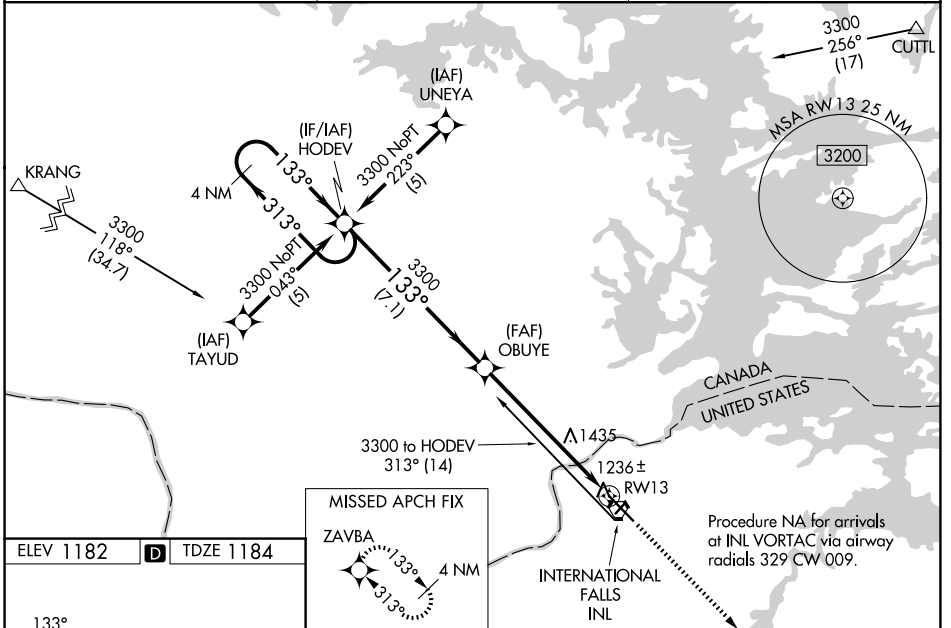 3300
256°
(17)
CUTTL
(IAF)
UNEYA
MSA RW13 25 NM
3200
(IF/IAF)
HODEV
3300 NoPT
223°
(5)
133°
4 NM
313°
KRANG
3300
118°
(34.7)
3300 NoPT
043°
(5)
(IAF)
TAYUD
3300
133°
(7.1)
(FAF)
OBUYE
CANADA
UNITED STATES
3300 to HODEV
313° (14)
1435
1236 ±
RW13
MISSED APCH FIX
ZAVBA
133°
4 NM
313°
INTERNATIONAL
FALLS
INL
Procedure NA for arrivals
at INL VORTAC via airway
radials 329 CW 009.
ELEV 1182 D TDZE 1184
133°